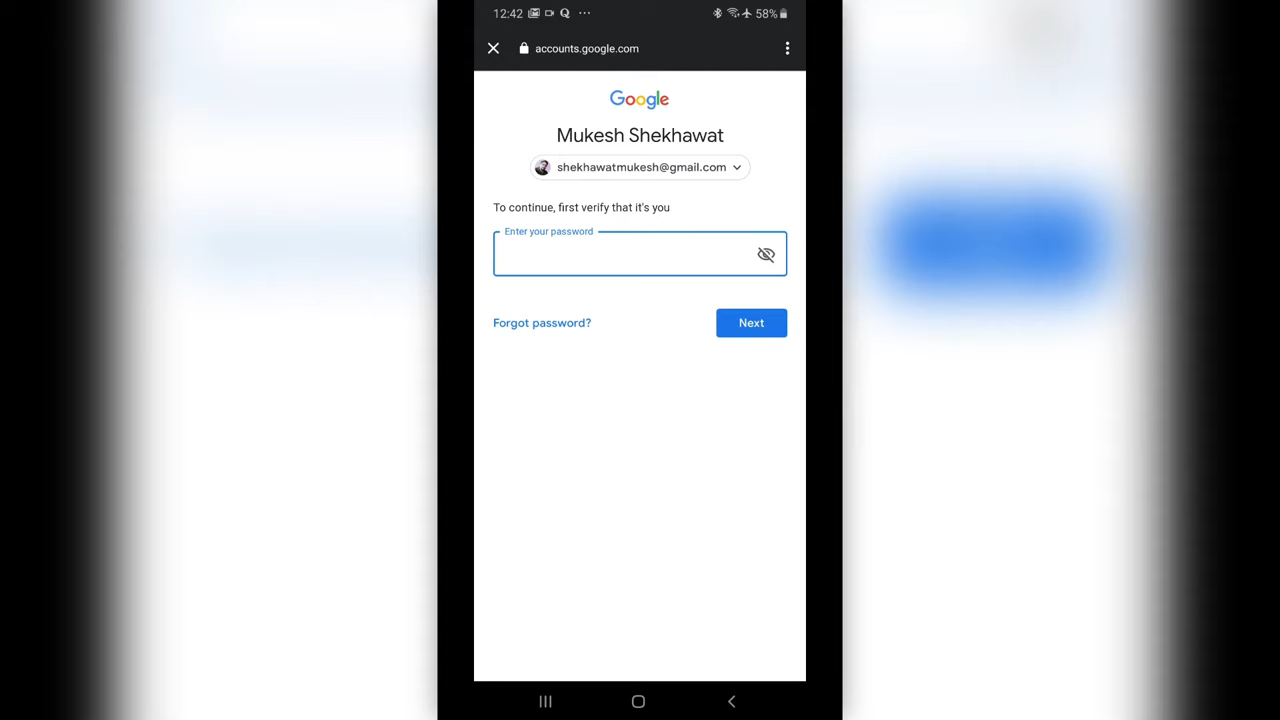 12:42 58%
accounts.google.com
Google
Mukesh Shekhawat
shekhawatmukesh@gmail.com
To continue, first verify that it's you
Enter your password
Forgot password? Next